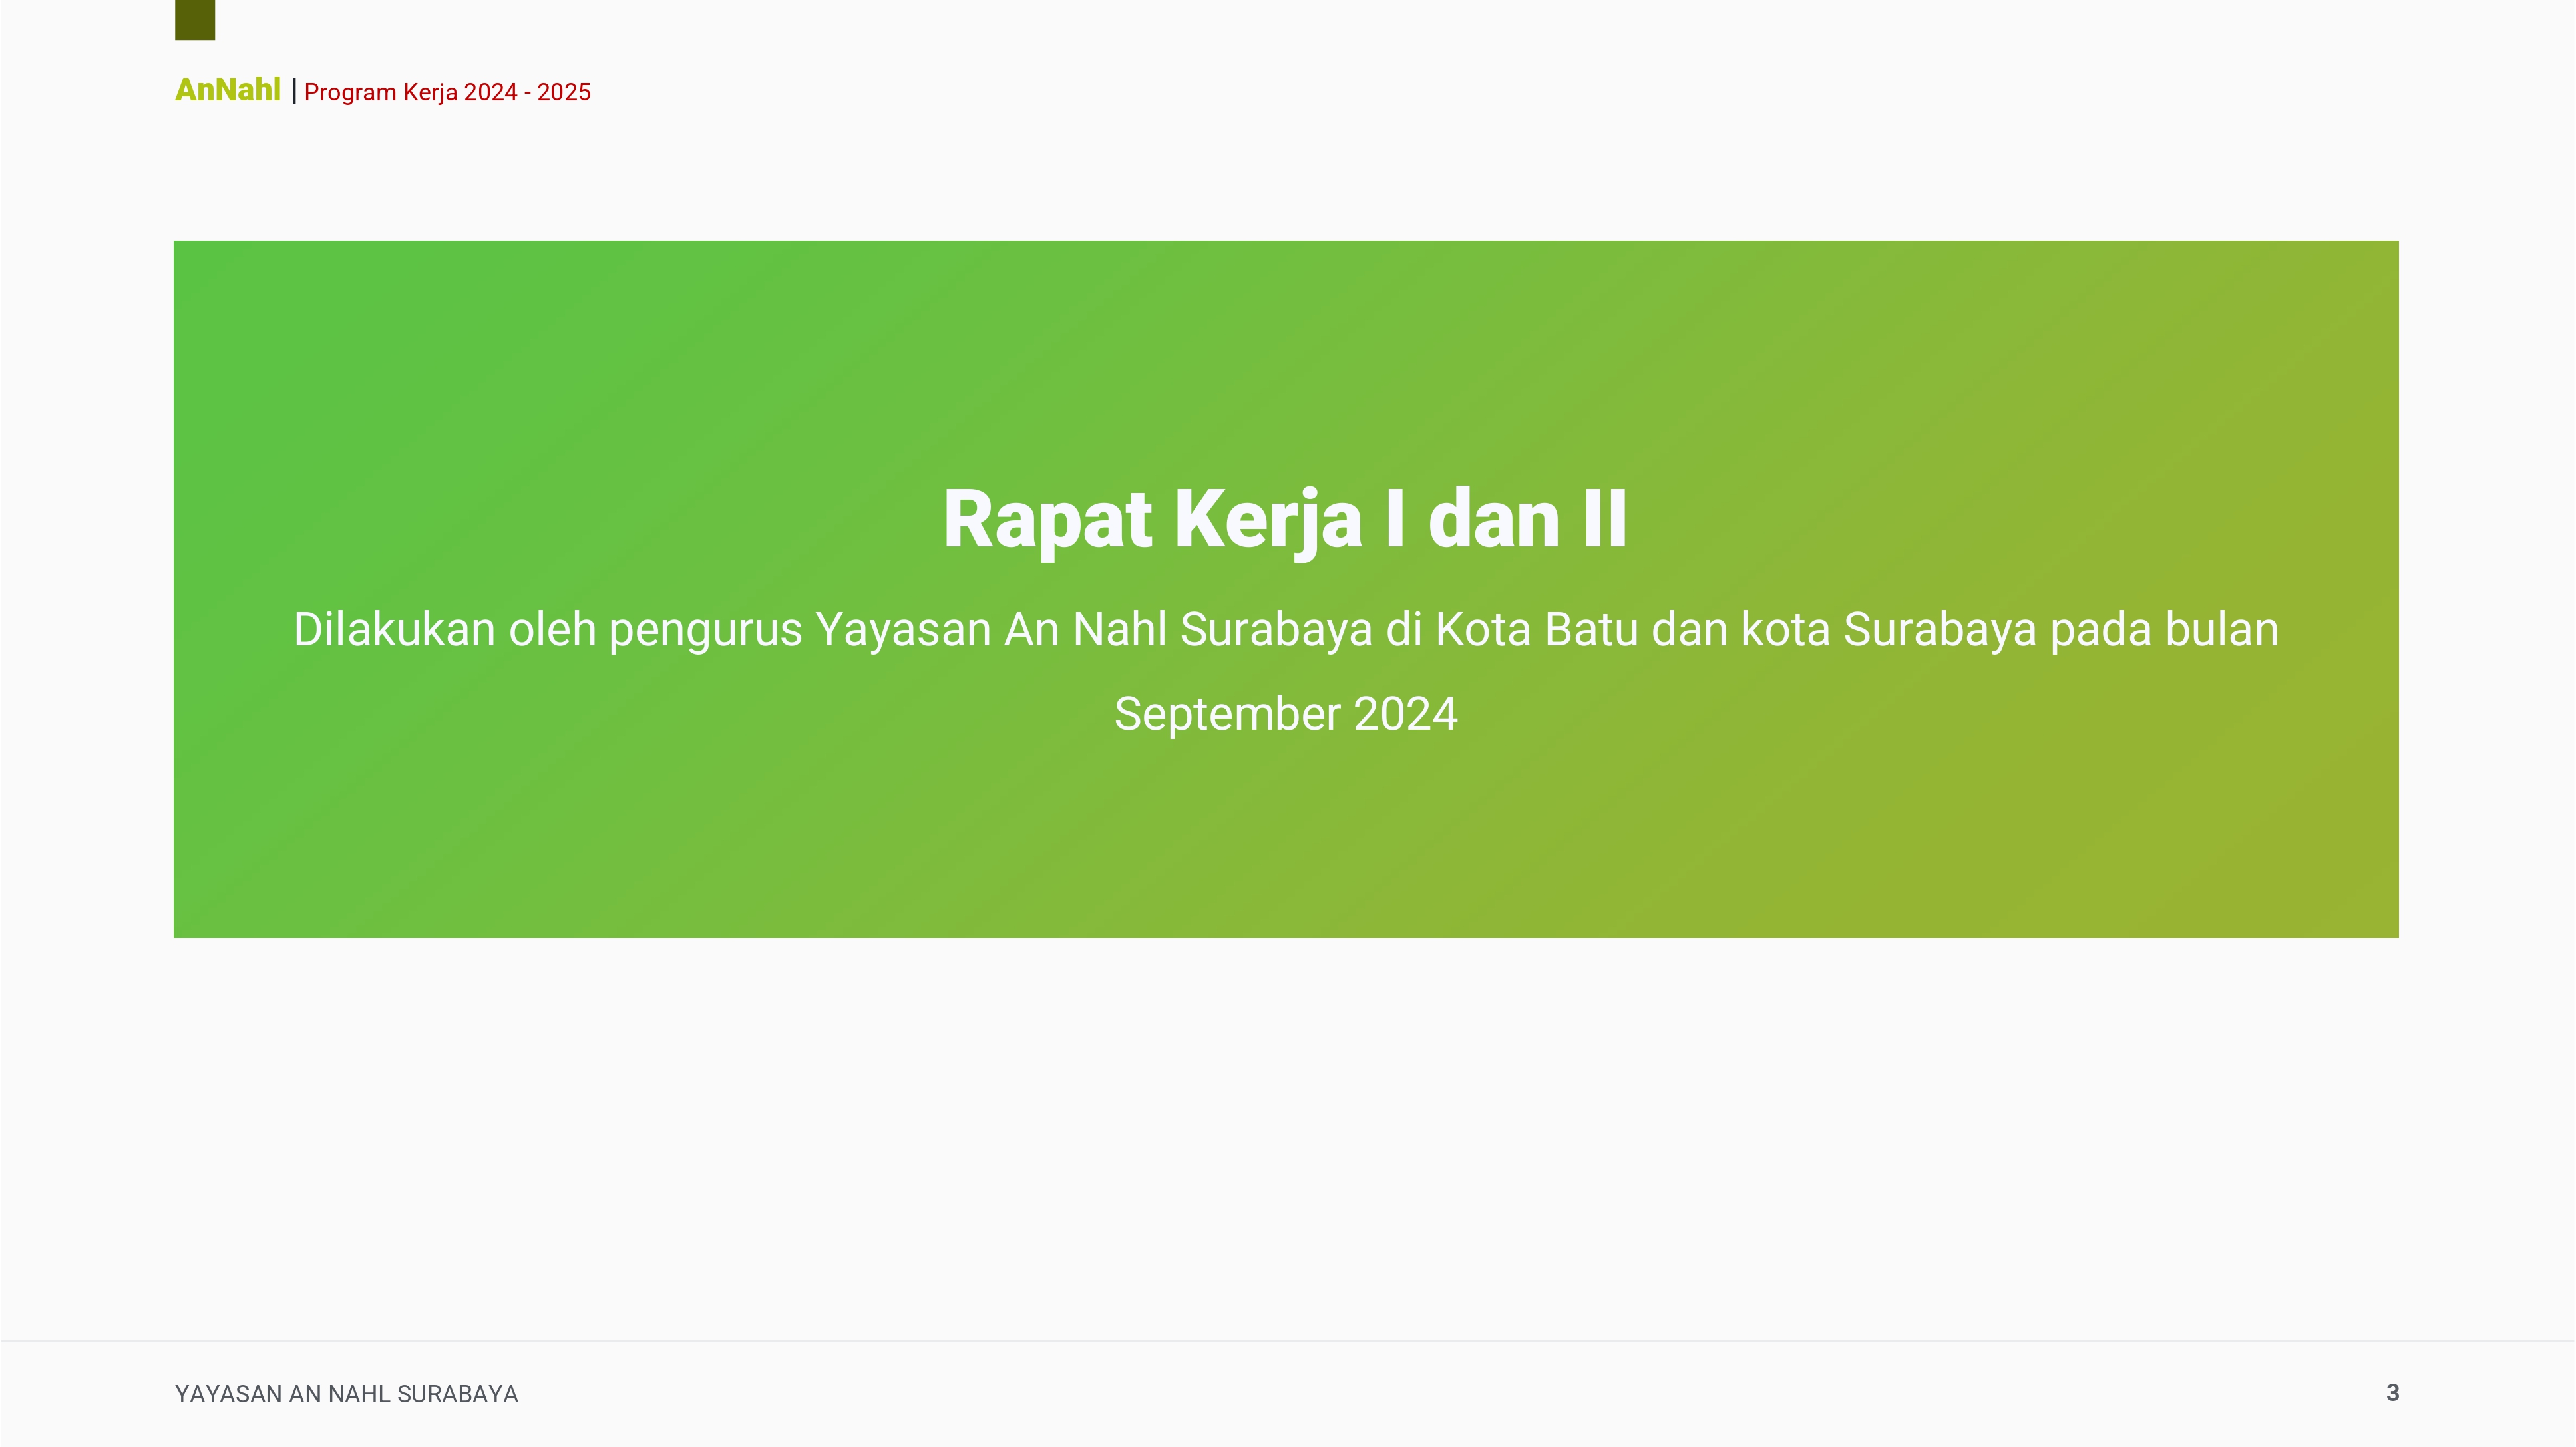 AnNahl | Program Kerja 2024 - 2025
Rapat Kerja I dan II
Dilakukan oleh pengurus Yayasan An Nahl Surabaya di Kota Batu dan kota Surabaya pada bulan
September 2024
YAYASAN AN NAHL SURABAYA
3